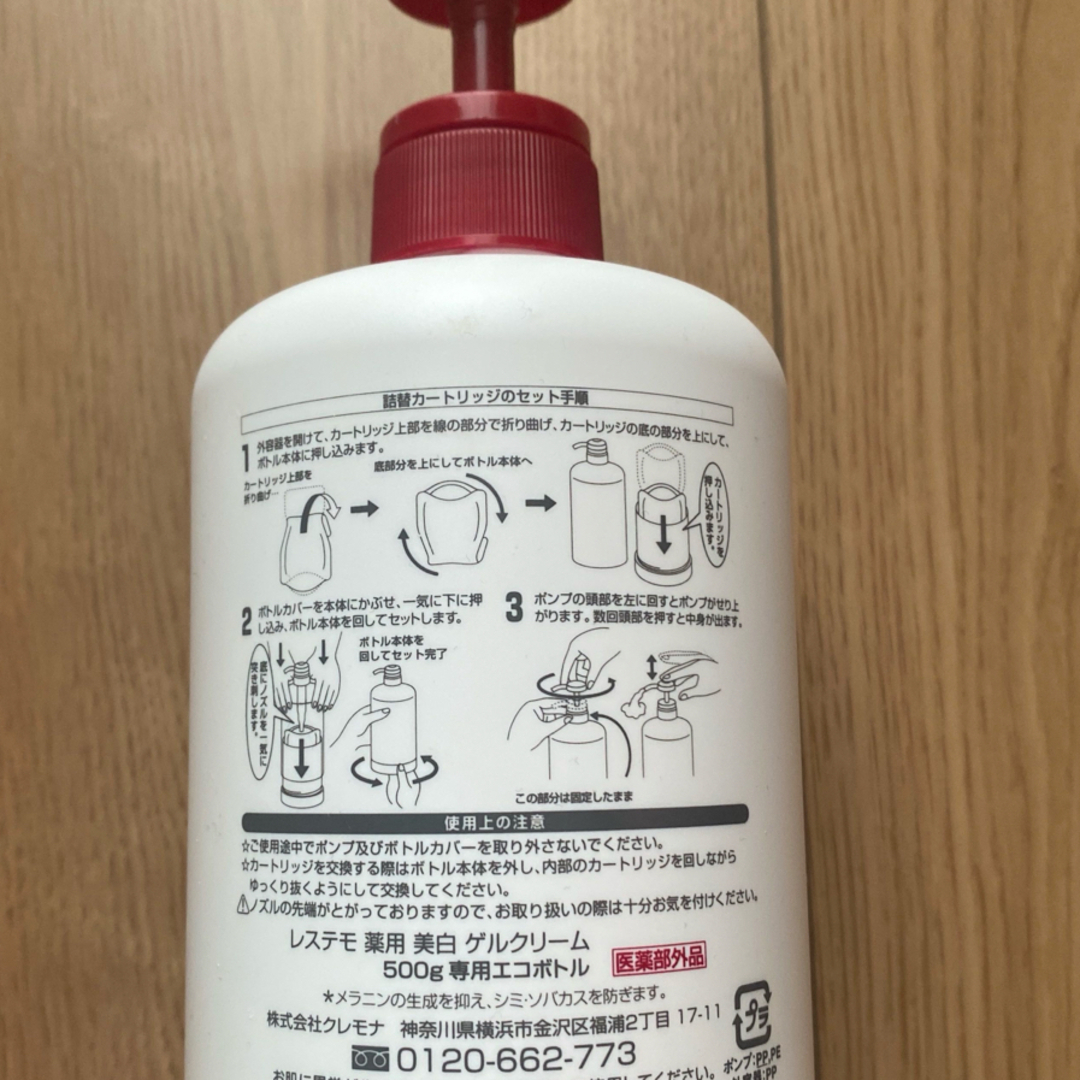 詰替カートリッジのセット手順
1 外容器を開けて、カートリッジ上部を線の部分で折り曲げ、カートリッジの底の部分を上にして、
ボトル本体に押し込みます。
カートリッジ上部を
折り曲げ…
底部分を上にしてボトル本体へ
カートリッジを
押し込みます。
2 ボトルカバーを本体にかぶせ、一気に下に押
し込み、ボトル本体を回してセットします。
底にノズルを一気に
突き刺します。
ボトル本体を
回してセット完了
3 ポンプの頭部を左に回すとポンプがせり上
がります。数回頭部を押すと中身が出ます。
この部分は固定したまま
使用上の注意
☆ご使用途中でポンプ及びボトルカバーを取り外さないでください。
☆カートリッジを交換する際はボトル本体を外し、内部のカートリッジを回しながら
ゆっくり抜くようにして交換してください。
⚠ノズルの先端がとがっておりますので、お取り扱いの際は十分お気を付けください。
レステモ 薬用 美白 ゲルクリーム
500g 専用エコボトル
医薬部外品
*メラニンの生成を抑え、シミ・ソバカスを防ぎます。
株式会社クレモナ 神奈川県横浜市金沢区福浦2丁目 17-11
0120-662-773
プラ
ポンプ:PP,PE